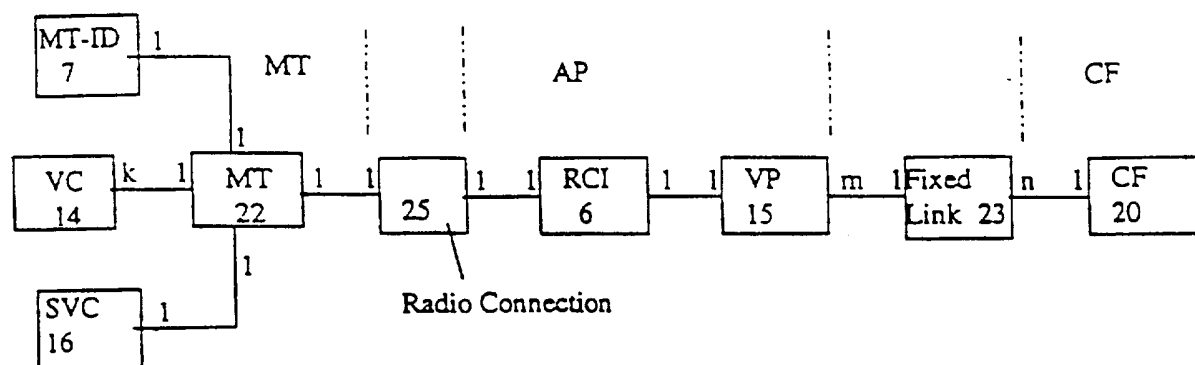 MT-ID 1
7
MT
AP
CF
1
VC k 1 MT 1 1 1 1 RCI 1 1 VP m 1 Fixed n 1 CF
14 22 25 6 15 Link 23 20
1
SVC 1
16
Radio Connection